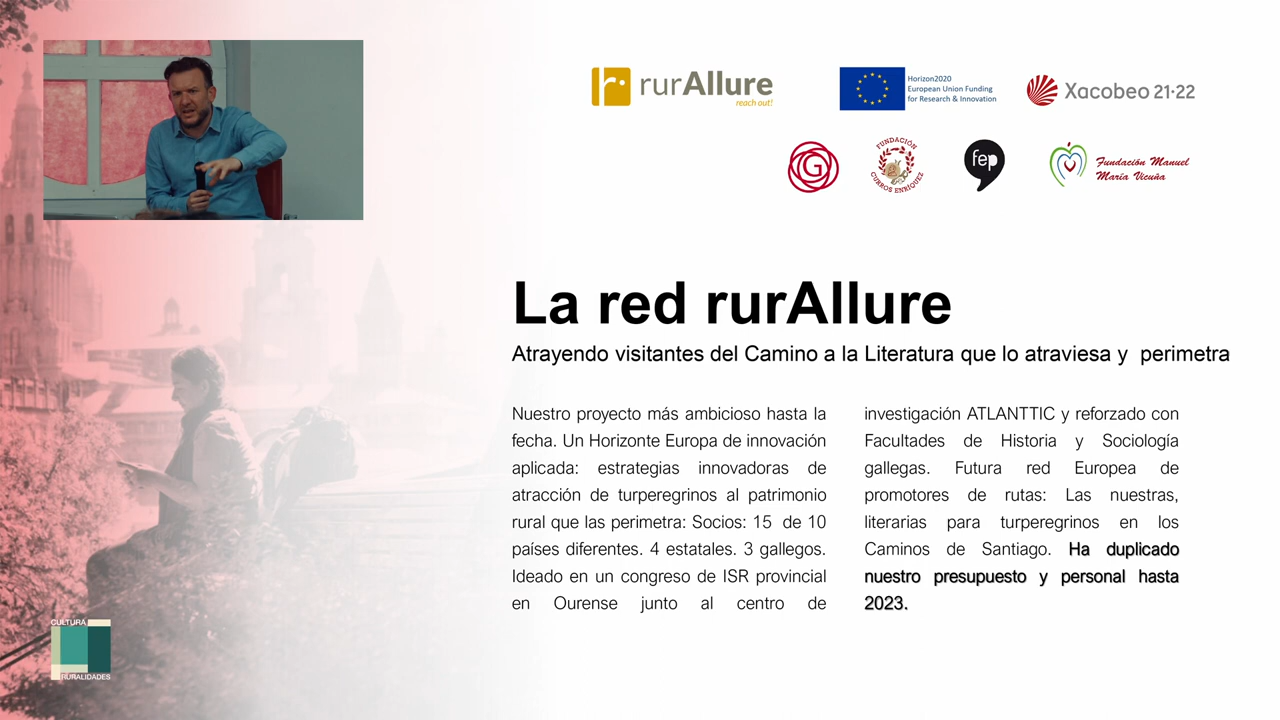 rurAllure
reach out!
Horizon2020
European Union Funding
for Research & Innovation
Xacobeo 21·22
G
FUNDACIÓN
CURROS ENRÍQUEZ
fep
Fundación Manuel
María Vicuña
La red rurAllure
Atrayendo visitantes del Camino a la Literatura que lo atraviesa y perimetra
Nuestro proyecto más ambicioso hasta la
fecha. Un Horizonte Europa de innovación
aplicada: estrategias innovadoras de
atracción de turperegrinos al patrimonio
rural que las perimetra: Socios: 15 de 10
países diferentes. 4 estatales. 3 gallegos.
Ideado en un congreso de ISR provincial
en Ourense junto al centro de
investigación ATLANTTIC y reforzado con
Facultades de Historia y Sociología
gallegas. Futura red Europea de
promotores de rutas: Las nuestras,
literarias para turperegrinos en los
Caminos de Santiago. Ha duplicado
nuestro presupuesto y personal hasta
2023.
CULTURA
RURALIDADES